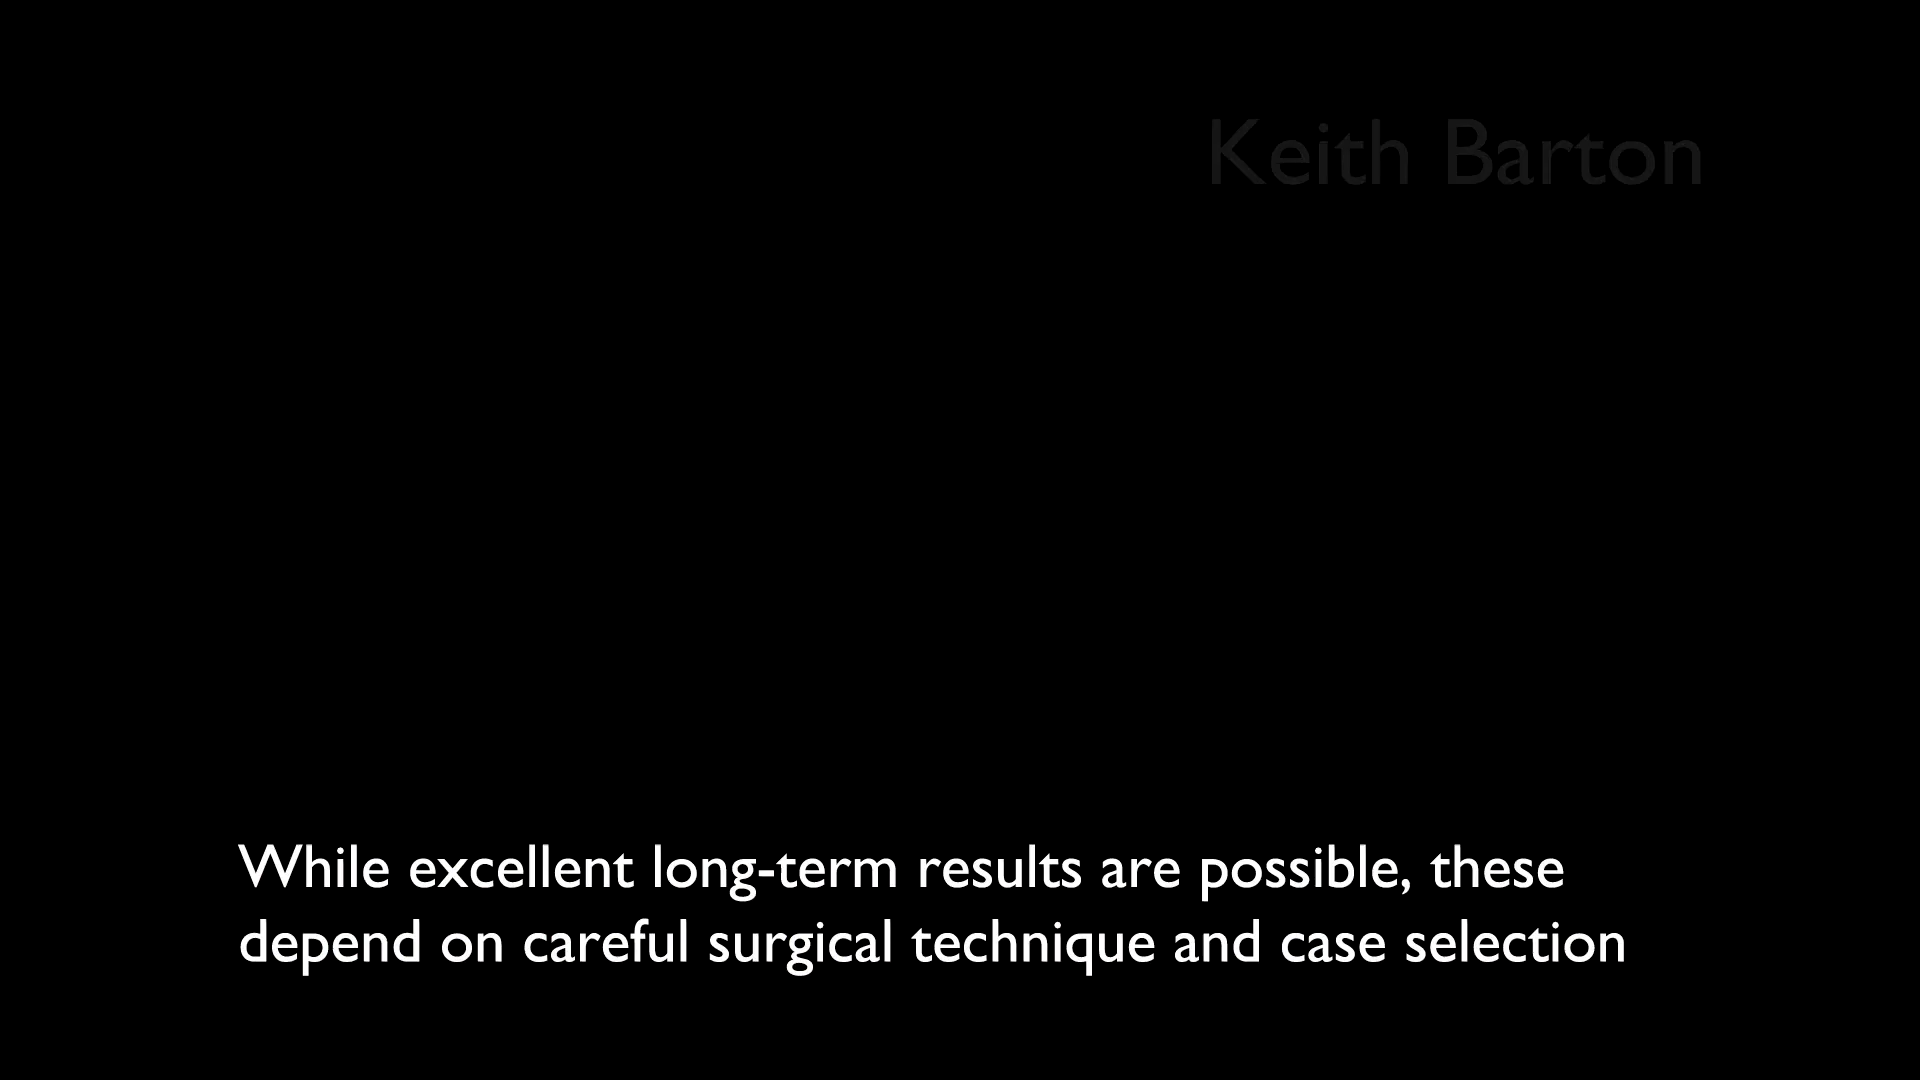 Keith Barton
While excellent long-term results are possible, these
depend on careful surgical technique and case selection